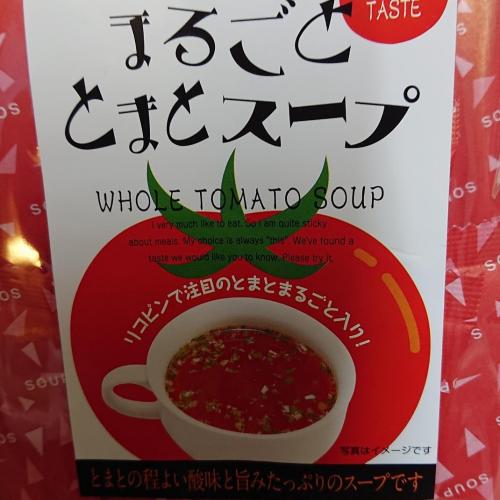 TASTE
まるごと
とまとスープ
WHOLE TOMATO SOUP
I very much like to eat. So I am quite sticky
about meals. My choice is always "this". We've found a
taste we would like you to know. Please try it.
リコピンで注目のとまとまるごと入り!
写真はイメージです
とまとの程よい酸味と旨みたっぷりのスープです
SOUPS